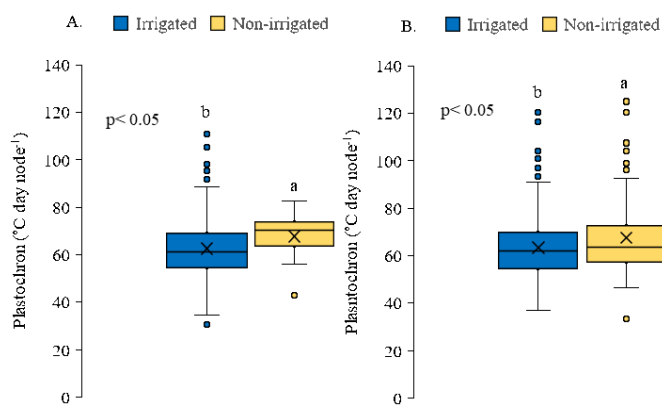 A.
Irrigated Non-irrigated
Plastochron (°C day node⁻¹)
140
120
100
80
60
40
20
0
p< 0.05
b
a
B.
Irrigated Non-irrigated
Plasntochron (°C day node⁻¹)
140
120
100
80
60
40
20
0
p< 0.05
b
a